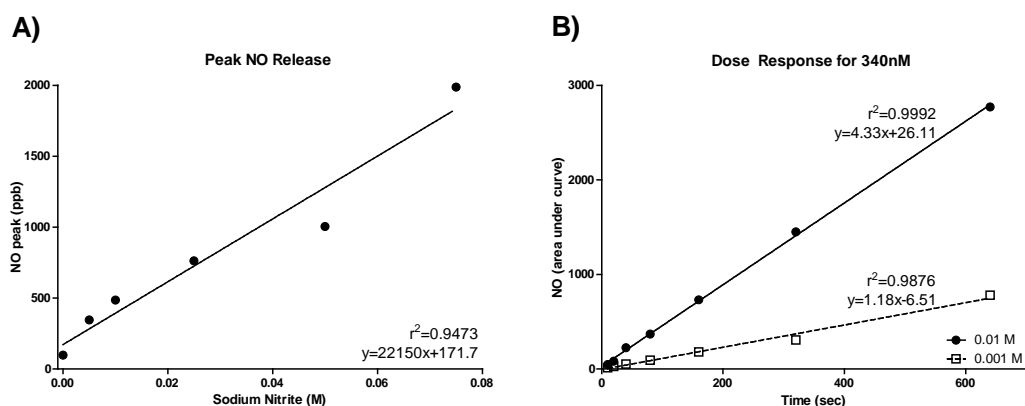 A)
Peak NO Release
2000
1500
1000
500
0
NO peak (ppb)
r²=0.9473
y=22150x+171.7
0.00 0.02 0.04 0.06 0.08
Sodium Nitrite (M)
B)
Dose Response for 340nM
3000
2000
1000
0
NO (area under curve)
r²=0.9992
y=4.33x+26.11
r²=0.9876
y=1.18x-6.51
0.01 M
0.001 M
0 200 400 600
Time (sec)